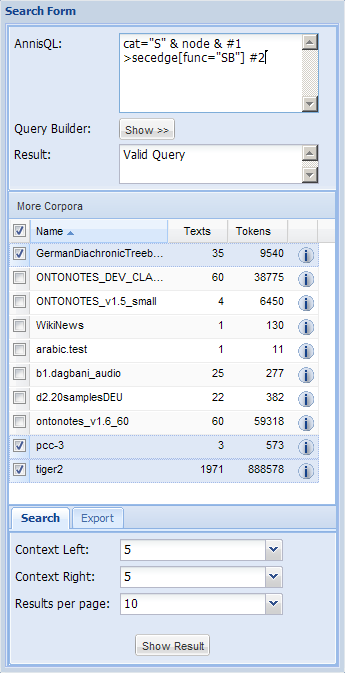 Search Form
AnnisQL:
cat="S" & node & #1
>secedge[func="SB"] #2
Query Builder:
Show >>
Result:
Valid Query
More Corpora
Name Texts Tokens
GermanDiachronicTreeb... 35 9540
ONTONOTES_DEV_CLA... 60 38775
ONTONOTES_v1.5_small 4 6450
WikiNews 1 130
arabic.test 1 11
b1.dagbani_audio 25 277
d2.20samplesDEU 22 382
ontonotes_v1.6_60 60 59318
pcc-3 3 573
tiger2 1971 888578
Search Export
Context Left: 5
Context Right: 5
Results per page: 10
Show Result